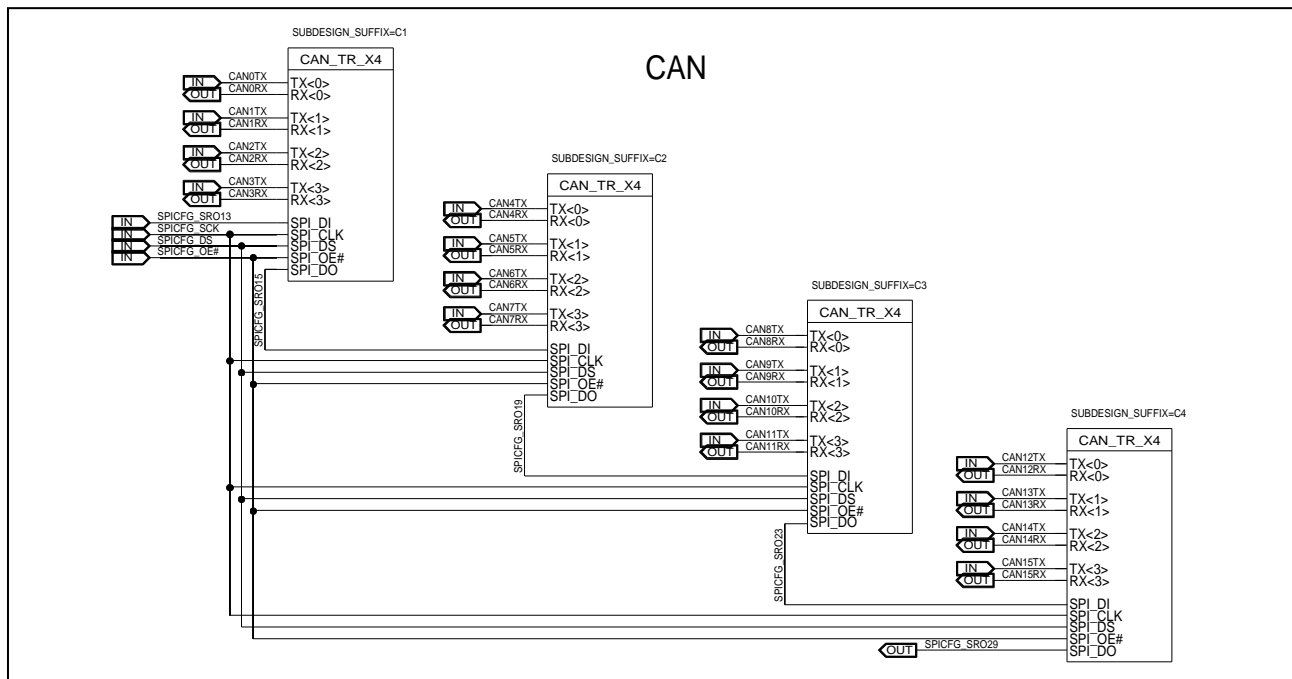 SUBDESIGN_SUFFIX=C1
CAN_TR_X4
CAN
IN CAN0TX TX<0>
OUT CAN0RX RX<0>
IN CAN1TX TX<1>
OUT CAN1RX RX<1>
IN CAN2TX TX<2>
OUT CAN2RX RX<2>
IN CAN3TX TX<3>
OUT CAN3RX RX<3>
IN SPICFG_SRO13 SPI_DI
IN SPICFG_SCK SPI_CLK
IN SPICFG_DS SPI_DS
IN SPICFG_OE# SPI_OE#
SPI_DO
SPICFG_SRO15
SUBDESIGN_SUFFIX=C2
CAN_TR_X4
IN CAN4TX TX<0>
OUT CAN4RX RX<0>
IN CAN5TX TX<1>
OUT CAN5RX RX<1>
IN CAN6TX TX<2>
OUT CAN6RX RX<2>
IN CAN7TX TX<3>
OUT CAN7RX RX<3>
SPI_DI
SPI_CLK
SPI_DS
SPI_OE#
SPI_DO
SPICFG_SRO19
SUBDESIGN_SUFFIX=C3
CAN_TR_X4
IN CAN8TX TX<0>
OUT CAN8RX RX<0>
IN CAN9TX TX<1>
OUT CAN9RX RX<1>
IN CAN10TX TX<2>
OUT CAN10RX RX<2>
IN CAN11TX TX<3>
OUT CAN11RX RX<3>
SPI_DI
SPI_CLK
SPI_DS
SPI_OE#
SPI_DO
SPICFG_SRO23
SUBDESIGN_SUFFIX=C4
CAN_TR_X4
IN CAN12TX TX<0>
OUT CAN12RX RX<0>
IN CAN13TX TX<1>
OUT CAN13RX RX<1>
IN CAN14TX TX<2>
OUT CAN14RX RX<2>
IN CAN15TX TX<3>
OUT CAN15RX RX<3>
SPI_DI
SPI_CLK
SPI_DS
SPI_OE#
OUT SPICFG_SRO29 SPI_DO